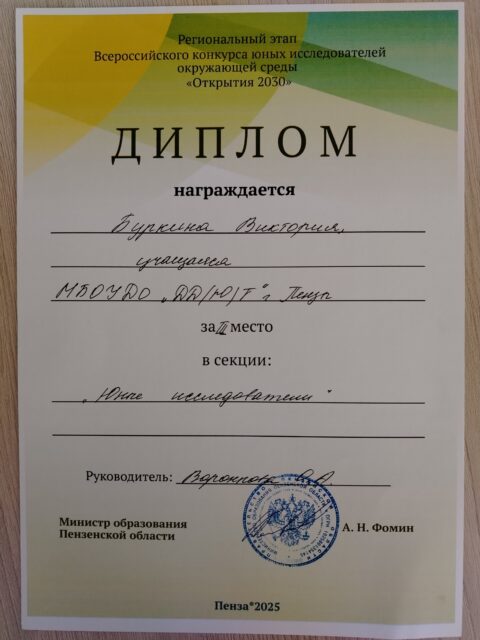 Региональный этап
Всероссийского конкурса юных исследователей
окружающей среды
«Открытия 2030»
ДИПЛОМ
награждается
Буркина Виктория,
учащаяся
МБОУДО „ДД(Ю)Т" г Пенза
за III место
в секции:
„Юные исследователи"
Руководитель:
Министр образования
Пензенской области
А. Н. Фомин
Пенза 2025